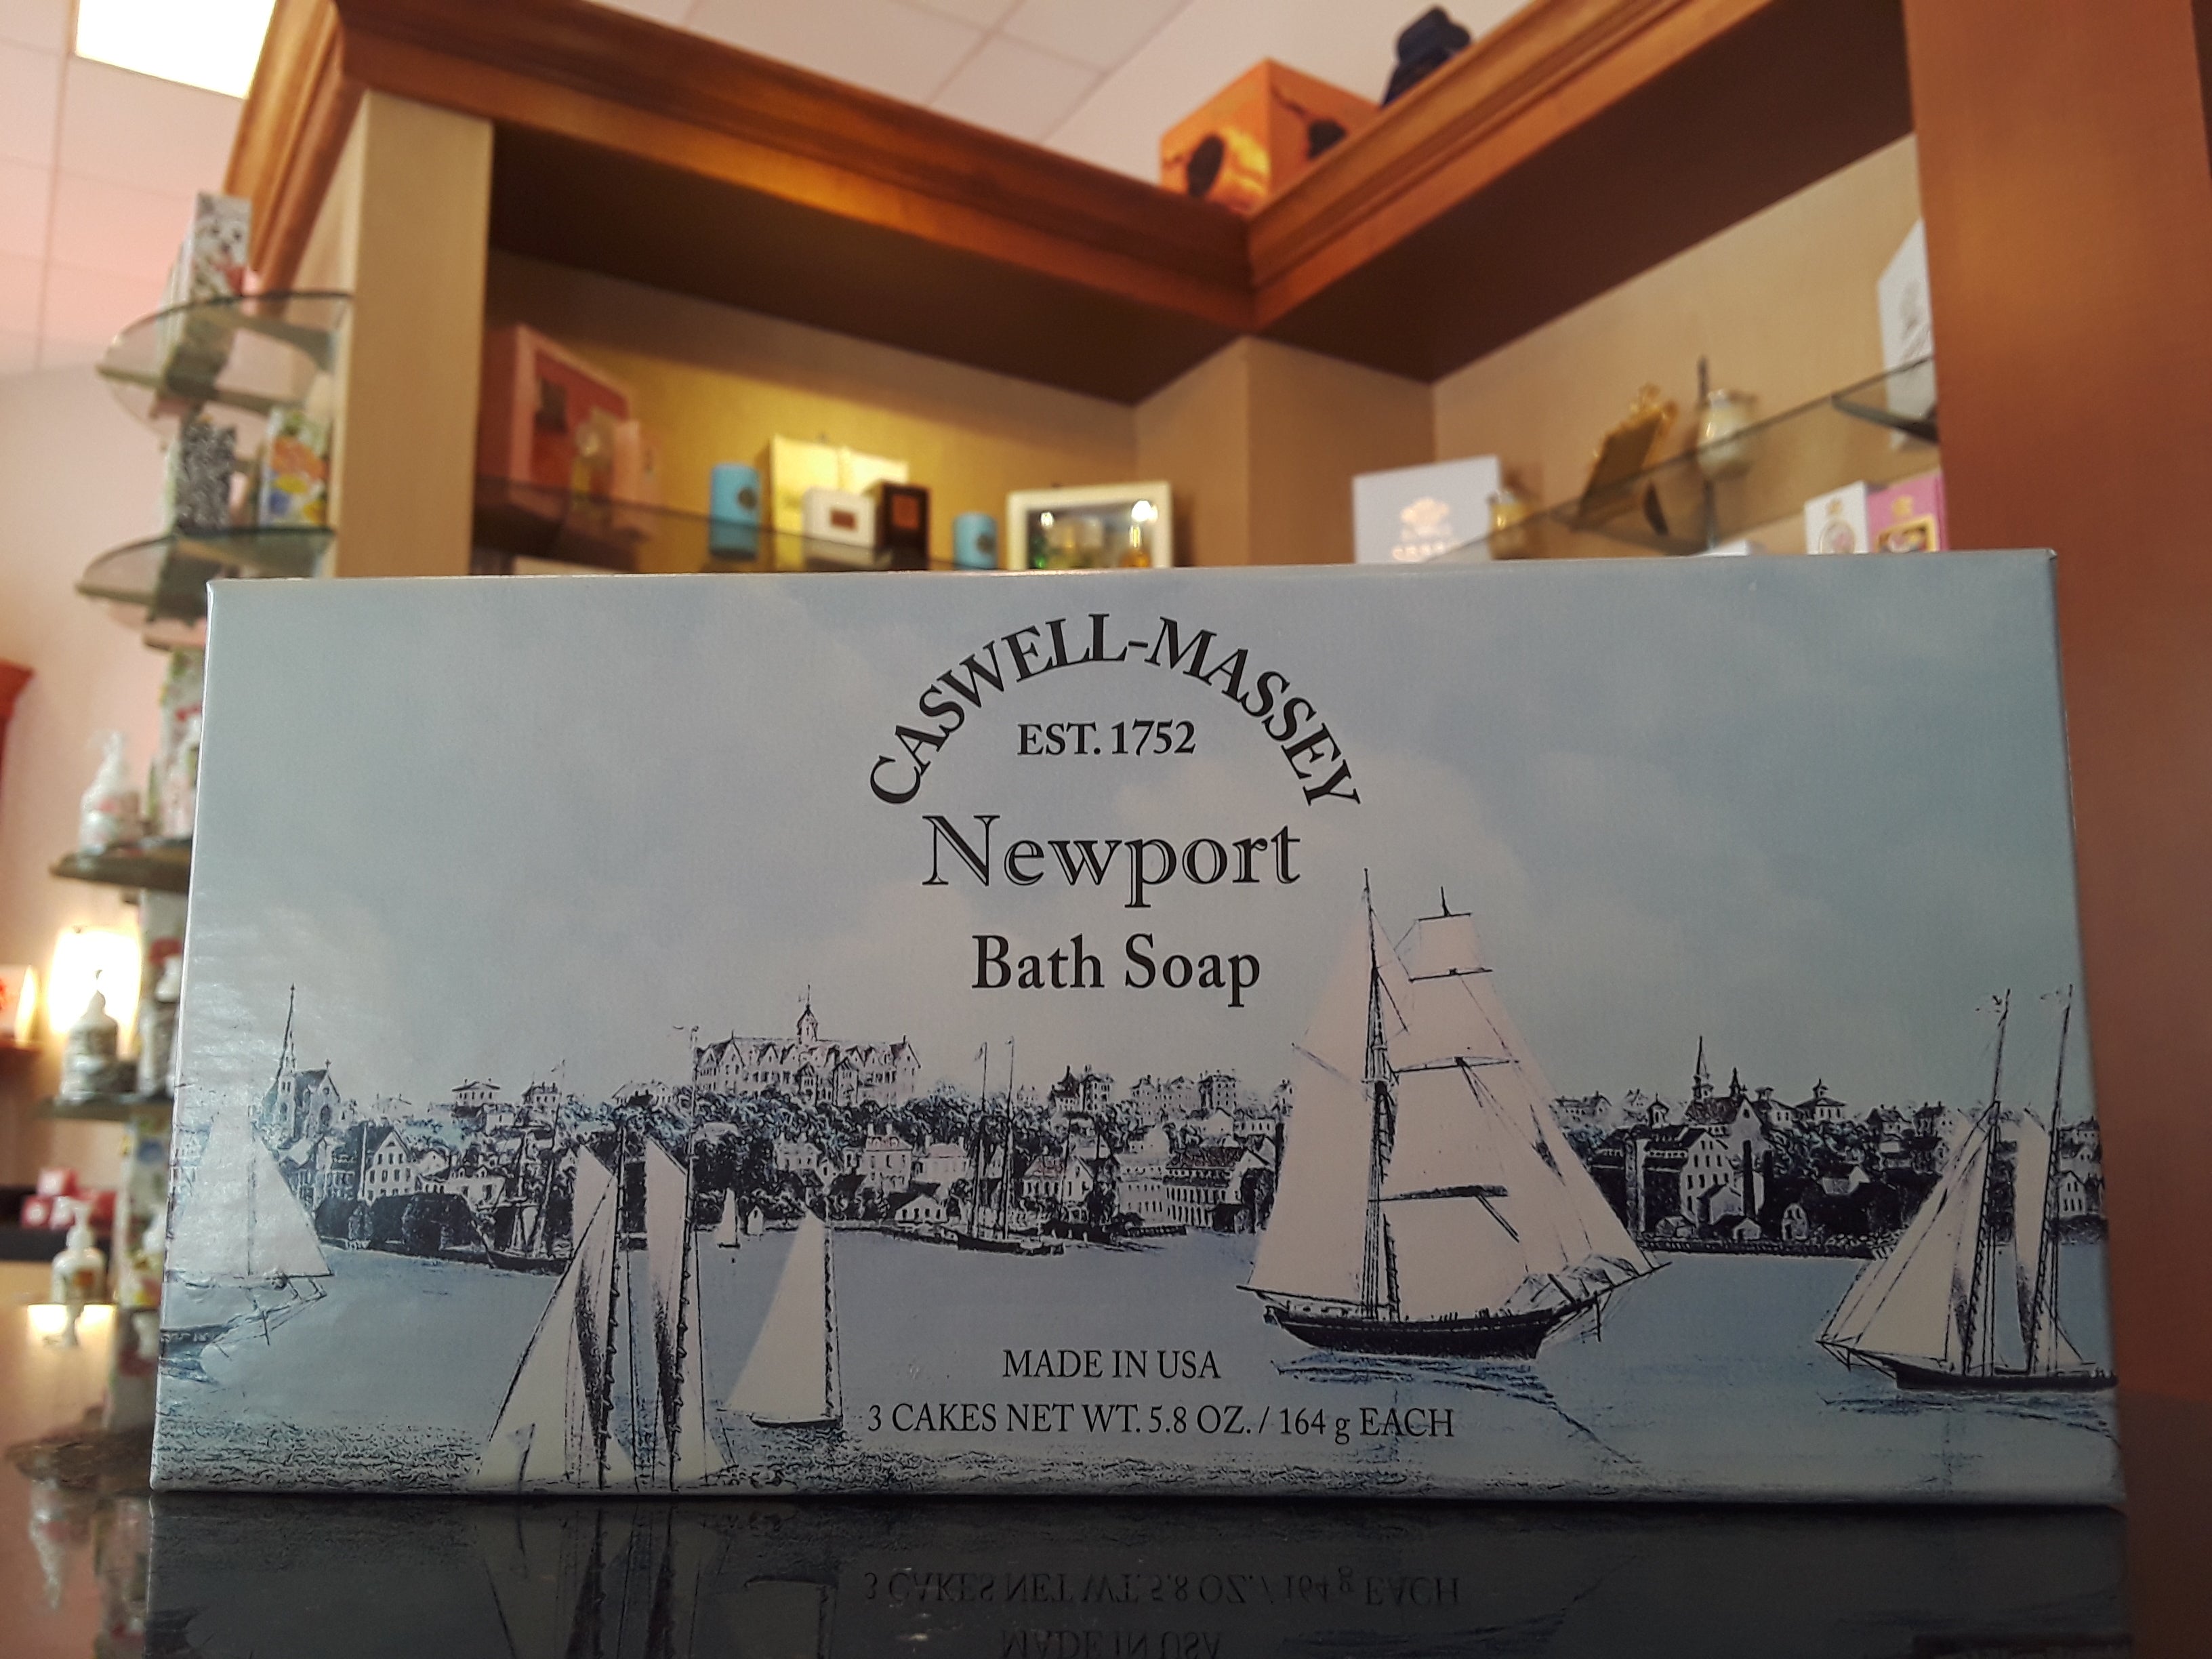 CASWELL-MASSEY
EST. 1752
Newport
Bath Soap
MADE IN USA
3 CAKES NET WT. 5.8 OZ. / 164 g EACH